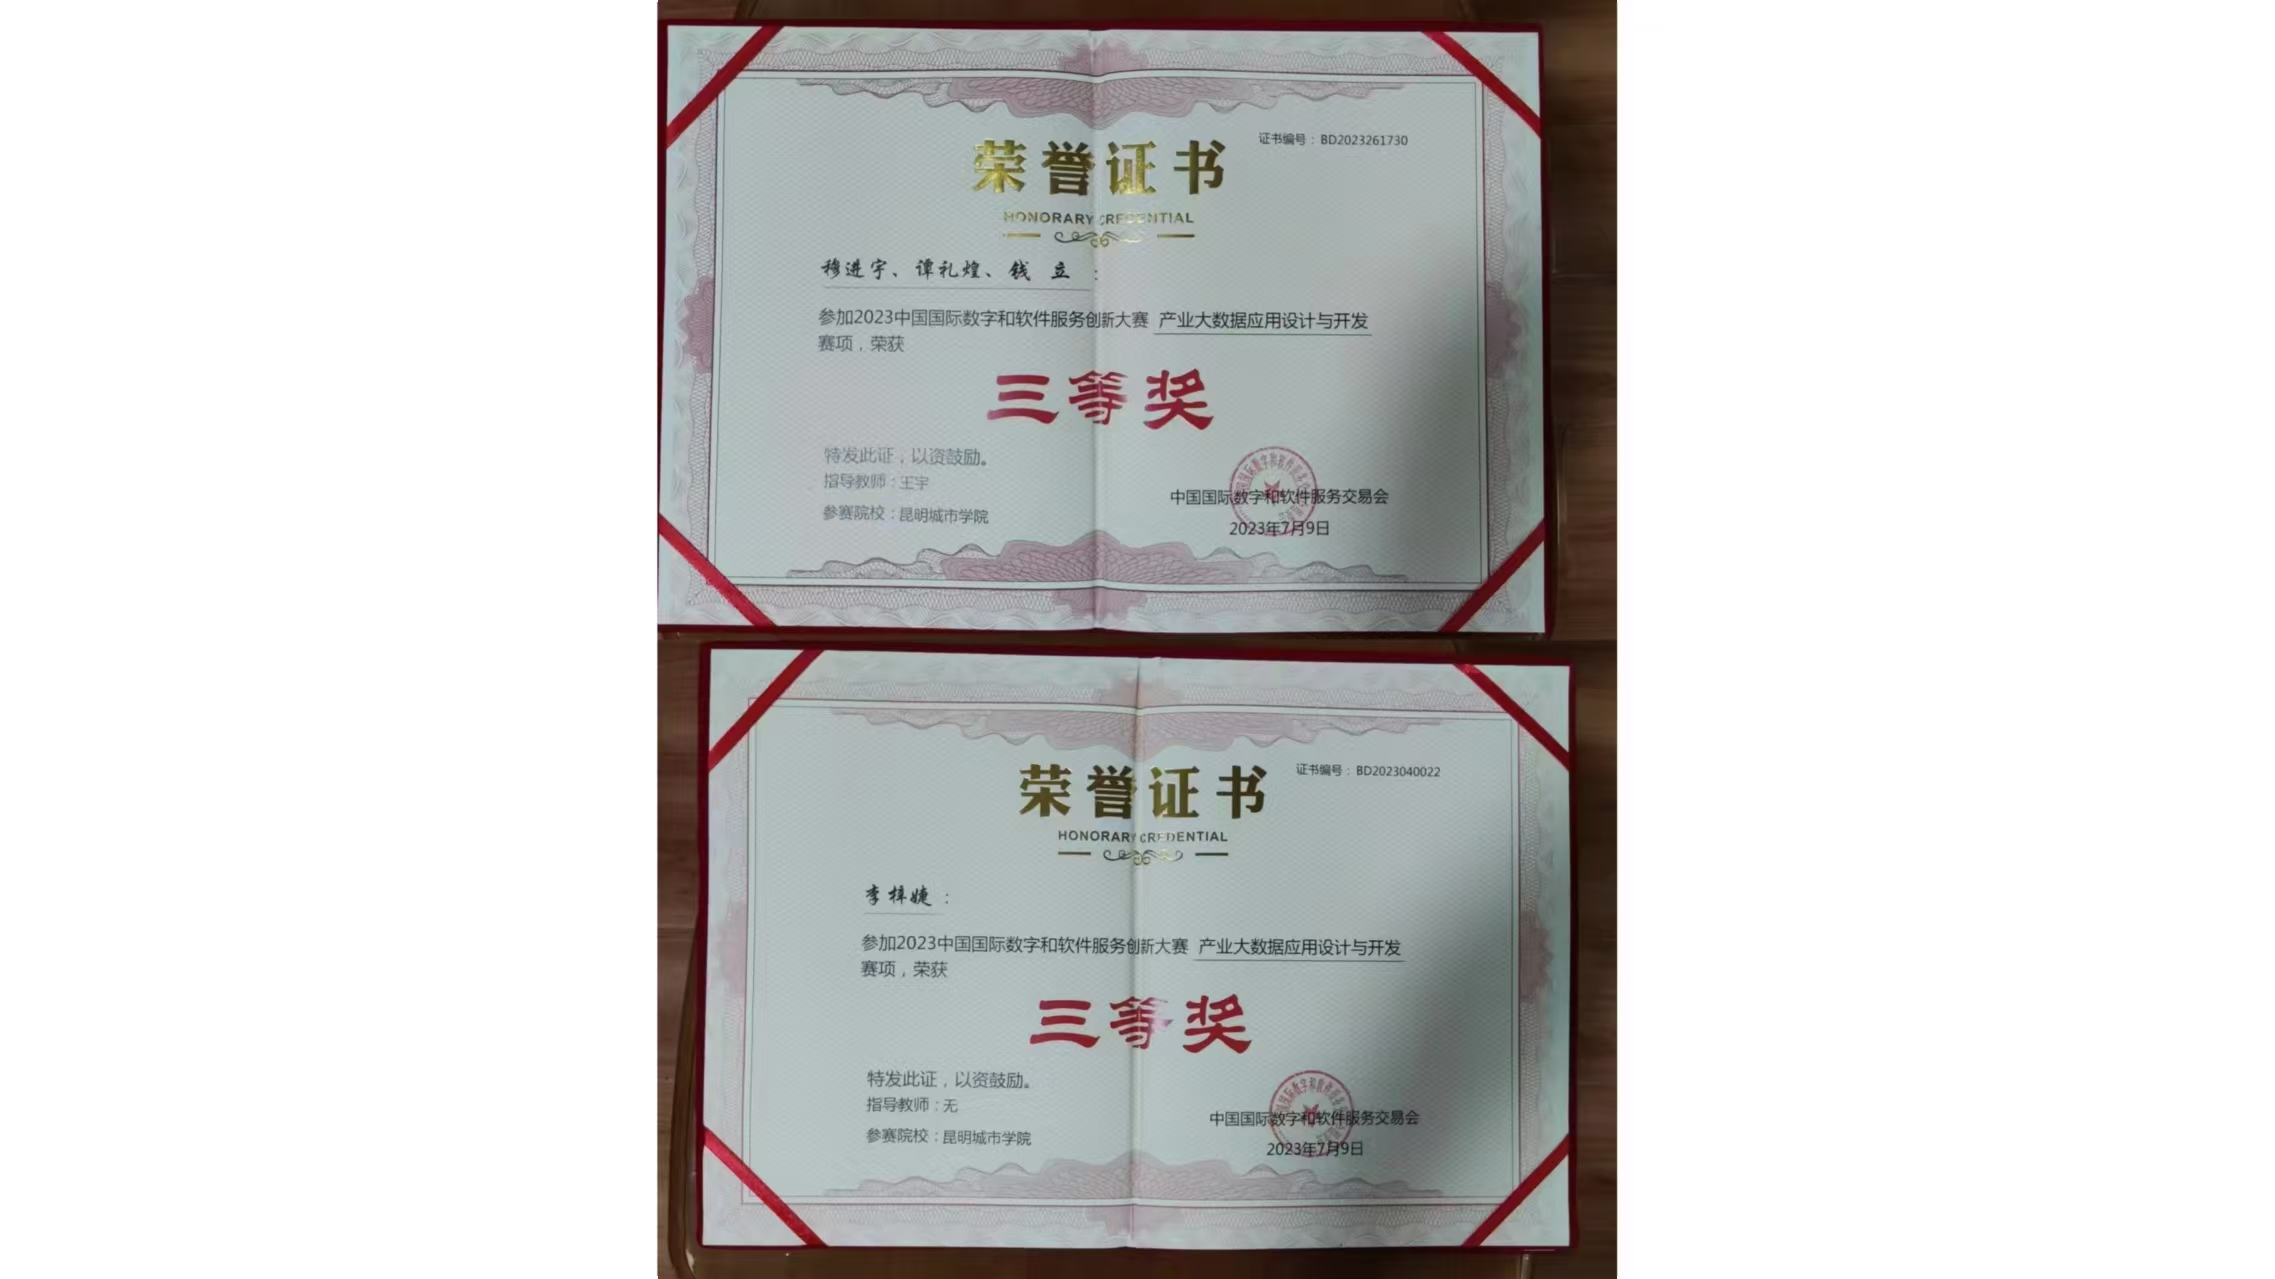 证书编号：BD2023261730
荣誉证书
HONORARY CREDENTIAL
穆进宇、谭礼煌、钱 立：
参加2023中国国际数字和软件服务创新大赛 产业大数据应用设计与开发
赛项，荣获
三等奖
特发此证，以资鼓励。
指导教师：王宇
参赛院校：昆明城市学院
中国国际数字和软件服务交易会
2023年7月9日
证书编号：BD2023040022
荣誉证书
HONORARY CREDENTIAL
李梓婕：
参加2023中国国际数字和软件服务创新大赛 产业大数据应用设计与开发
赛项，荣获
三等奖
特发此证，以资鼓励。
指导教师：无
参赛院校：昆明城市学院
中国国际数字和软件服务交易会
2023年7月9日